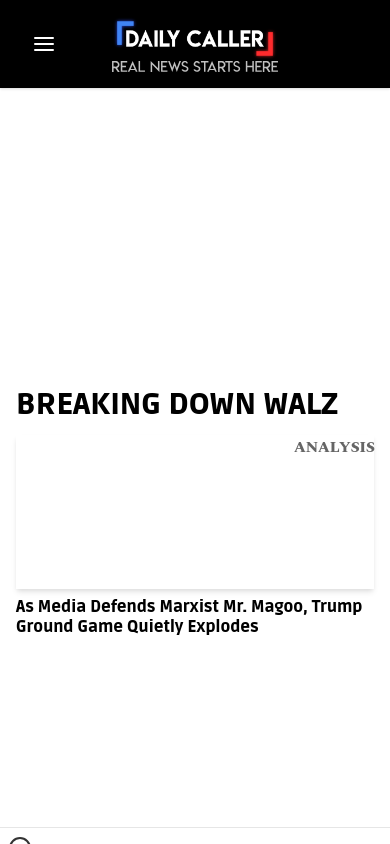 DAILY CALLER
REAL NEWS STARTS HERE
BREAKING DOWN WALZ
ANALYSIS
As Media Defends Marxist Mr. Magoo, Trump
Ground Game Quietly Explodes